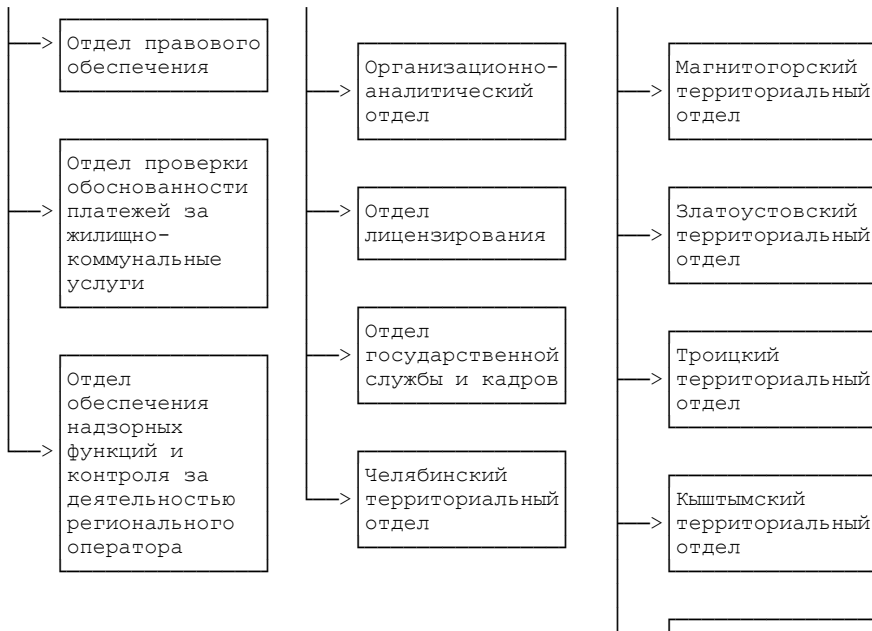 Отдел правового
обеспечения
Отдел проверки
обоснованности
платежей за
жилищно-
коммунальные
услуги
Отдел
обеспечения
надзорных
функций и
контроля за
деятельностью
регионального
оператора
Организационно-
аналитический
отдел
Отдел
лицензирования
Отдел
государственной
службы и кадров
Челябинский
территориальный
отдел
Магнитогорский
территориальный
отдел
Златоустовский
территориальный
отдел
Троицкий
территориальный
отдел
Кыштымский
территориальный
отдел